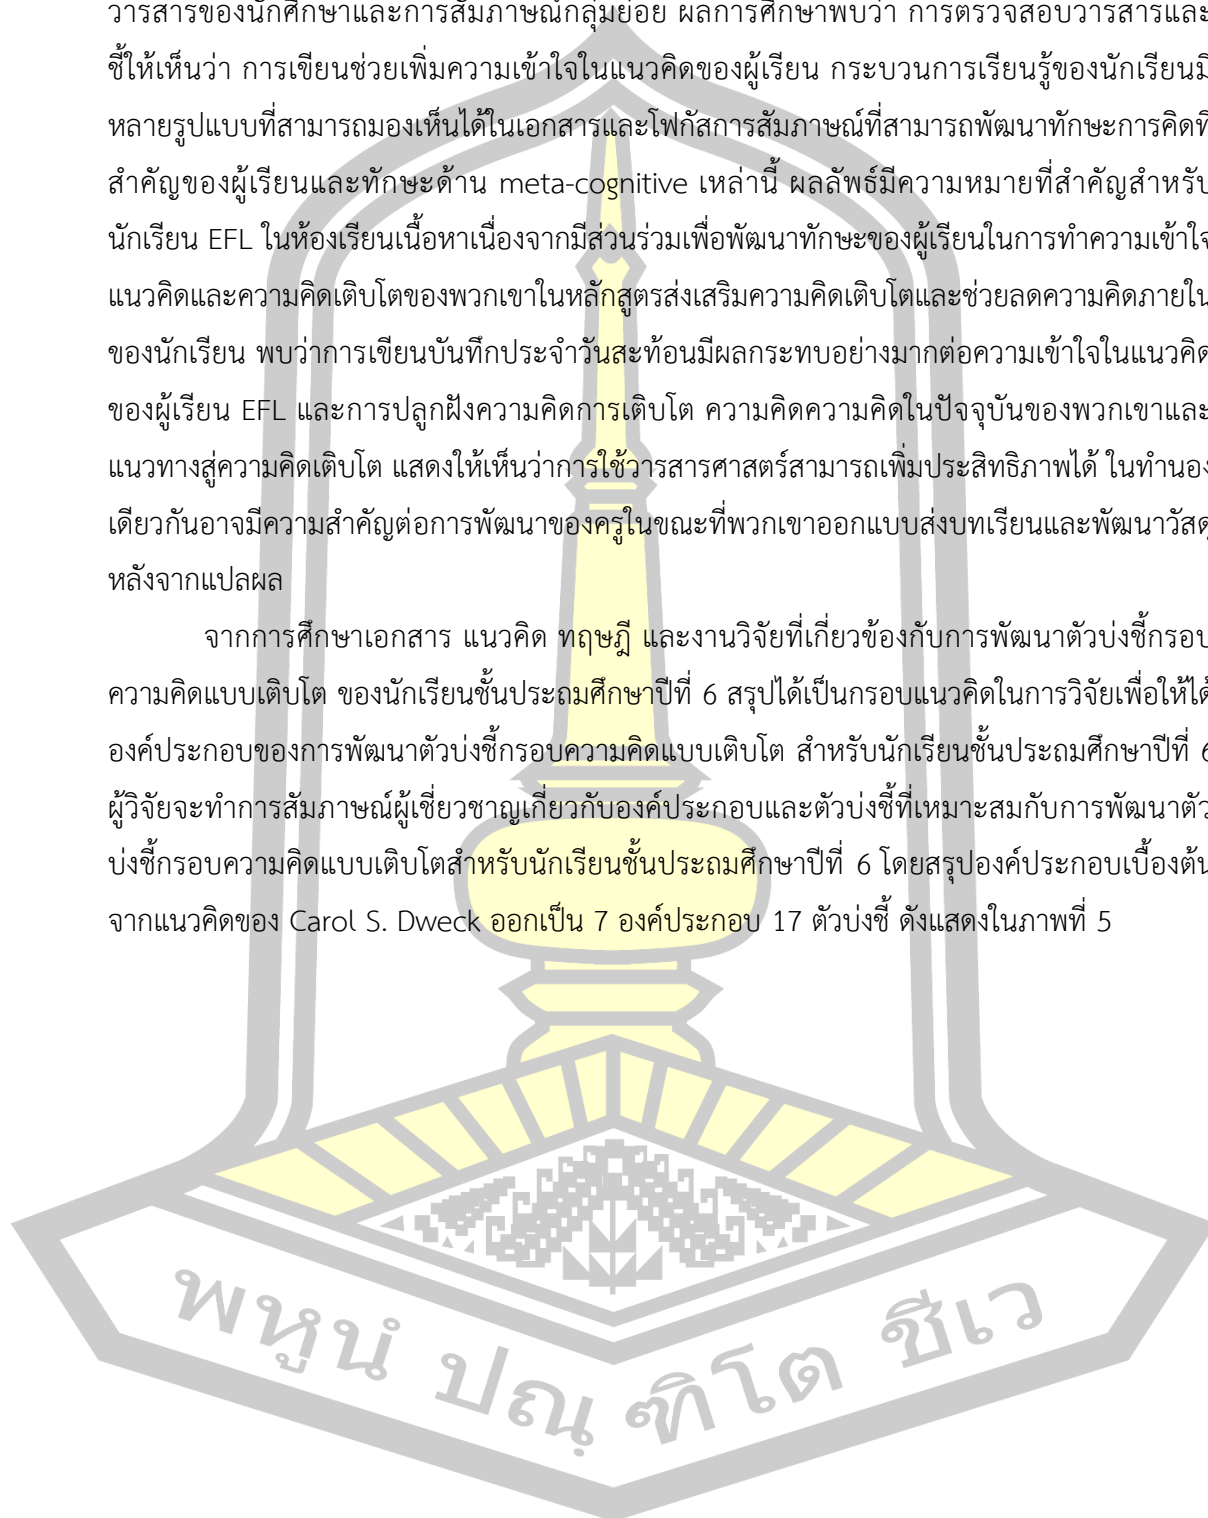 วารสารของนักศึกษาและการสัมภาษณ์กลุ่มย่อย ผลการศึกษาพบว่า การตรวจสอบวารสารและ
ชี้ให้เห็นว่า การเขียนช่วยเพิ่มความเข้าใจในแนวคิดของผู้เรียน กระบวนการเรียนรู้ของนักเรียนมี
หลายรูปแบบที่สามารถมองเห็นได้ในเอกสารและโฟกัสการสัมภาษณ์ที่สามารถพัฒนาทักษะการคิดที่
สำคัญของผู้เรียนและทักษะด้าน meta-cognitive เหล่านี้ ผลลัพธ์มีความหมายที่สำคัญสำหรับ
นักเรียน EFL ในห้องเรียนเนื้อหาเนื่องจากมีส่วนร่วมเพื่อพัฒนาทักษะของผู้เรียนในการทำความเข้าใจ
แนวคิดและความคิดเติบโตของพวกเขาในหลักสูตรส่งเสริมความคิดเติบโตและช่วยลดความคิดภายใน
ของนักเรียน พบว่าการเขียนบันทึกประจำวันสะท้อนมีผลกระทบอย่างมากต่อความเข้าใจในแนวคิด
ของผู้เรียน EFL และการปลูกฝังความคิดการเติบโต ความคิดความคิดในปัจจุบันของพวกเขาและ
แนวทางสู่ความคิดเติบโต แสดงให้เห็นว่าการใช้วารสารศาสตร์สามารถเพิ่มประสิทธิภาพได้ ในทำนอง
เดียวกันอาจมีความสำคัญต่อการพัฒนาของครูในขณะที่พวกเขาออกแบบส่งบทเรียนและพัฒนาวัสดุ
หลังจากแปลผล
จากการศึกษาเอกสาร แนวคิด ทฤษฎี และงานวิจัยที่เกี่ยวข้องกับการพัฒนาตัวบ่งชี้กรอบ
ความคิดแบบเติบโต ของนักเรียนชั้นประถมศึกษาปีที่ 6 สรุปได้เป็นกรอบแนวคิดในการวิจัยเพื่อให้ได้
องค์ประกอบของการพัฒนาตัวบ่งชี้กรอบความคิดแบบเติบโต สำหรับนักเรียนชั้นประถมศึกษาปีที่ 6
ผู้วิจัยจะทำการสัมภาษณ์ผู้เชี่ยวชาญเกี่ยวกับองค์ประกอบและตัวบ่งชี้ที่เหมาะสมกับการพัฒนาตัว
บ่งชี้กรอบความคิดแบบเติบโตสำหรับนักเรียนชั้นประถมศึกษาปีที่ 6 โดยสรุปองค์ประกอบเบื้องต้น
จากแนวคิดของ Carol S. Dweck ออกเป็น 7 องค์ประกอบ 17 ตัวบ่งชี้ ดังแสดงในภาพที่ 5
พหูนํ ปณฺฑิโต ชีเว